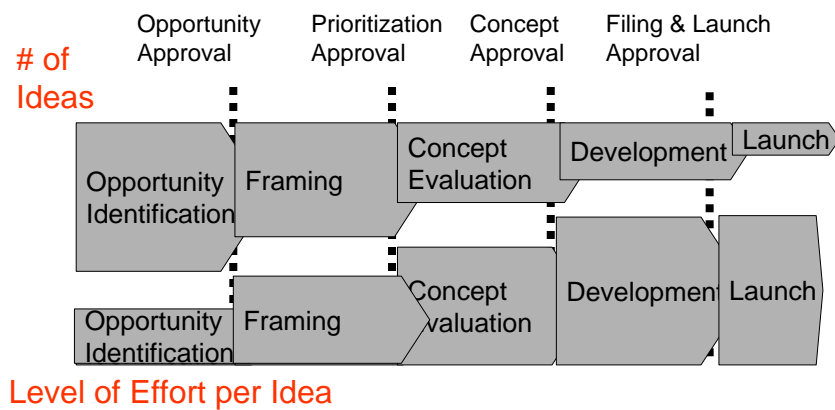 Opportunity
Approval
Prioritization
Approval
Concept
Approval
Filing & Launch
Approval
# of
Ideas
Opportunity
Identification
Framing
Concept
Evaluation
Development
Launch
Opportunity
Identification
Framing
Concept
valuation
Development
Launch
Level of Effort per Idea